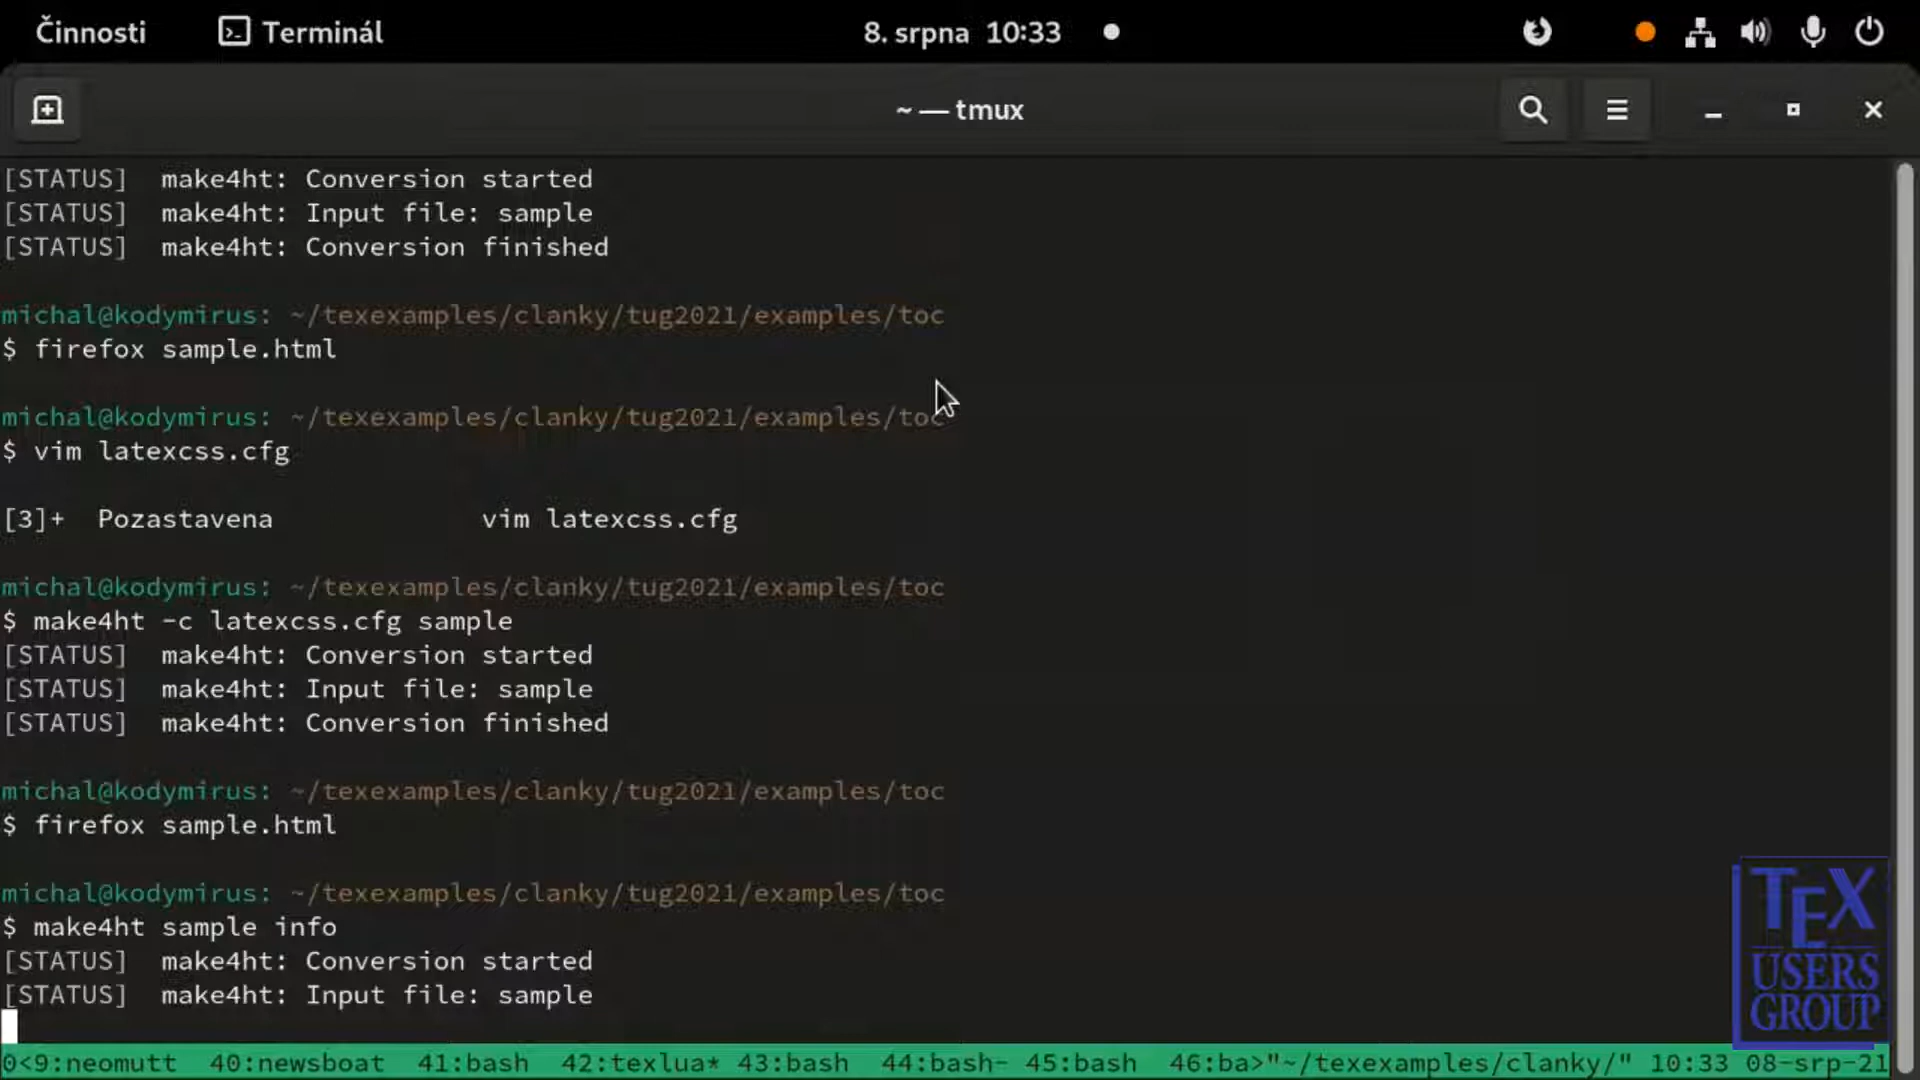 Činnosti Terminál 8. srpna 10:33
~ — tmux
[STATUS] make4ht: Conversion started
[STATUS] make4ht: Input file: sample
[STATUS] make4ht: Conversion finished
michal@kodymirus: ~/texexamples/clanky/tug2021/examples/toc
$ firefox sample.html
michal@kodymirus: ~/texexamples/clanky/tug2021/examples/toc
$ vim latexcss.cfg
[3]+ Pozastavena vim latexcss.cfg
michal@kodymirus: ~/texexamples/clanky/tug2021/examples/toc
$ make4ht -c latexcss.cfg sample
[STATUS] make4ht: Conversion started
[STATUS] make4ht: Input file: sample
[STATUS] make4ht: Conversion finished
michal@kodymirus: ~/texexamples/clanky/tug2021/examples/toc
$ firefox sample.html
michal@kodymirus: ~/texexamples/clanky/tug2021/examples/toc
$ make4ht sample info
[STATUS] make4ht: Conversion started
[STATUS] make4ht: Input file: sample
TEX
USERS
GROUP
0<9:neomutt 40:newsboat 41:bash 42:texlua* 43:bash 44:bash- 45:bash 46:ba>"~/texexamples/clanky/" 10:33 08-srp-21